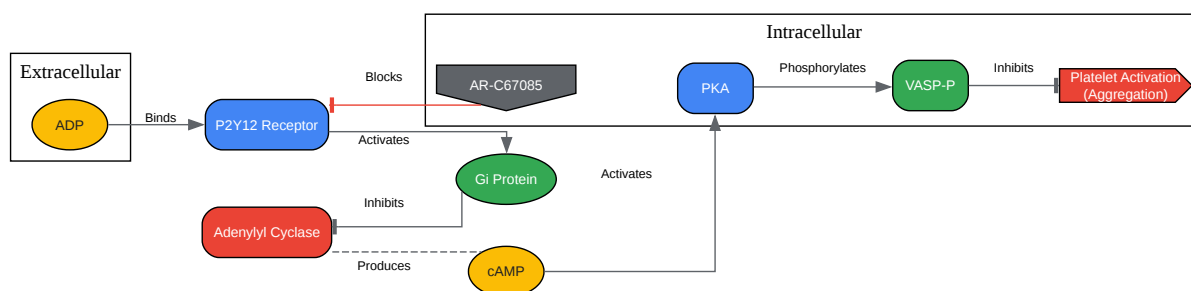 Extracellular
ADP
Binds
P2Y12 Receptor
Blocks
Activates
Intracellular
AR-C67085
PKA
Phosphorylates
VASP-P
Inhibits
Platelet Activation
(Aggregation)
Gi Protein
Activates
Inhibits
Adenylyl Cyclase
Produces
cAMP